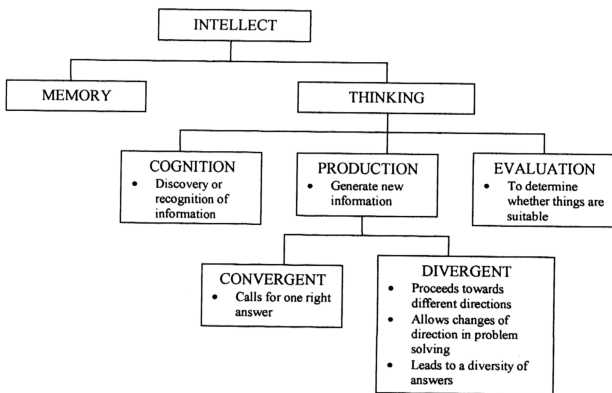 INTELLECT
MEMORY
THINKING
COGNITION
• Discovery or
recognition of
information
PRODUCTION
• Generate new
information
EVALUATION
• To determine
whether things are
suitable
CONVERGENT
• Calls for one right
answer
DIVERGENT
• Proceeds towards
different directions
• Allows changes of
direction in problem
solving
• Leads to a diversity of
answers